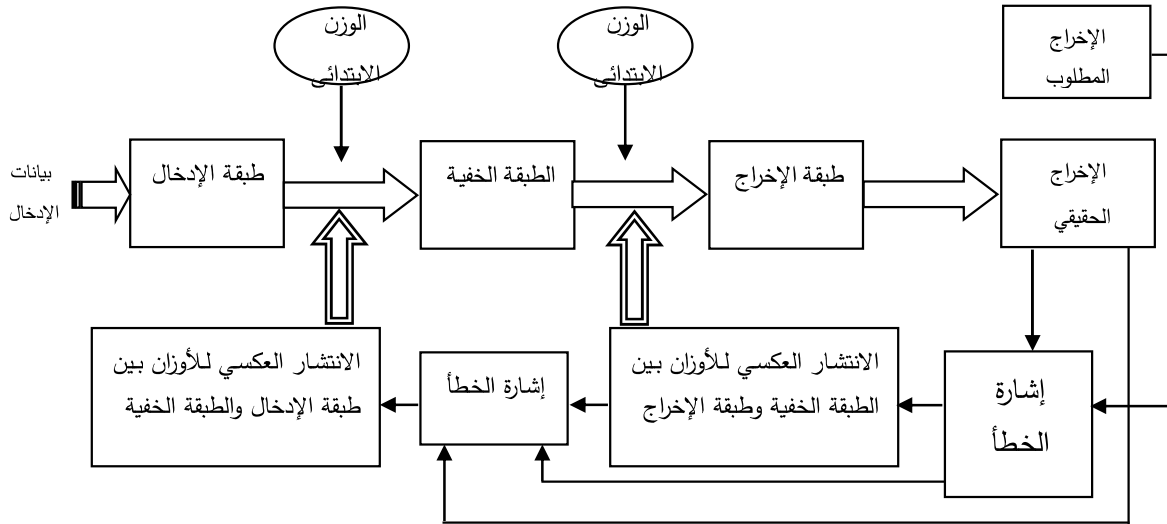 الوزن
الابتدائي
الوزن
الابتدائي
الإخراج
المطلوب
بيانات
الإدخال
طبقة الإدخال
الطبقة الخفية
طبقة الإخراج
الإخراج
الحقيقي
الانتشار العكسي للأوزان بين
طبقة الإدخال والطبقة الخفية
إشارة الخطأ
الانتشار العكسي للأوزان بين
الطبقة الخفية وطبقة الإخراج
إشارة
الخطأ